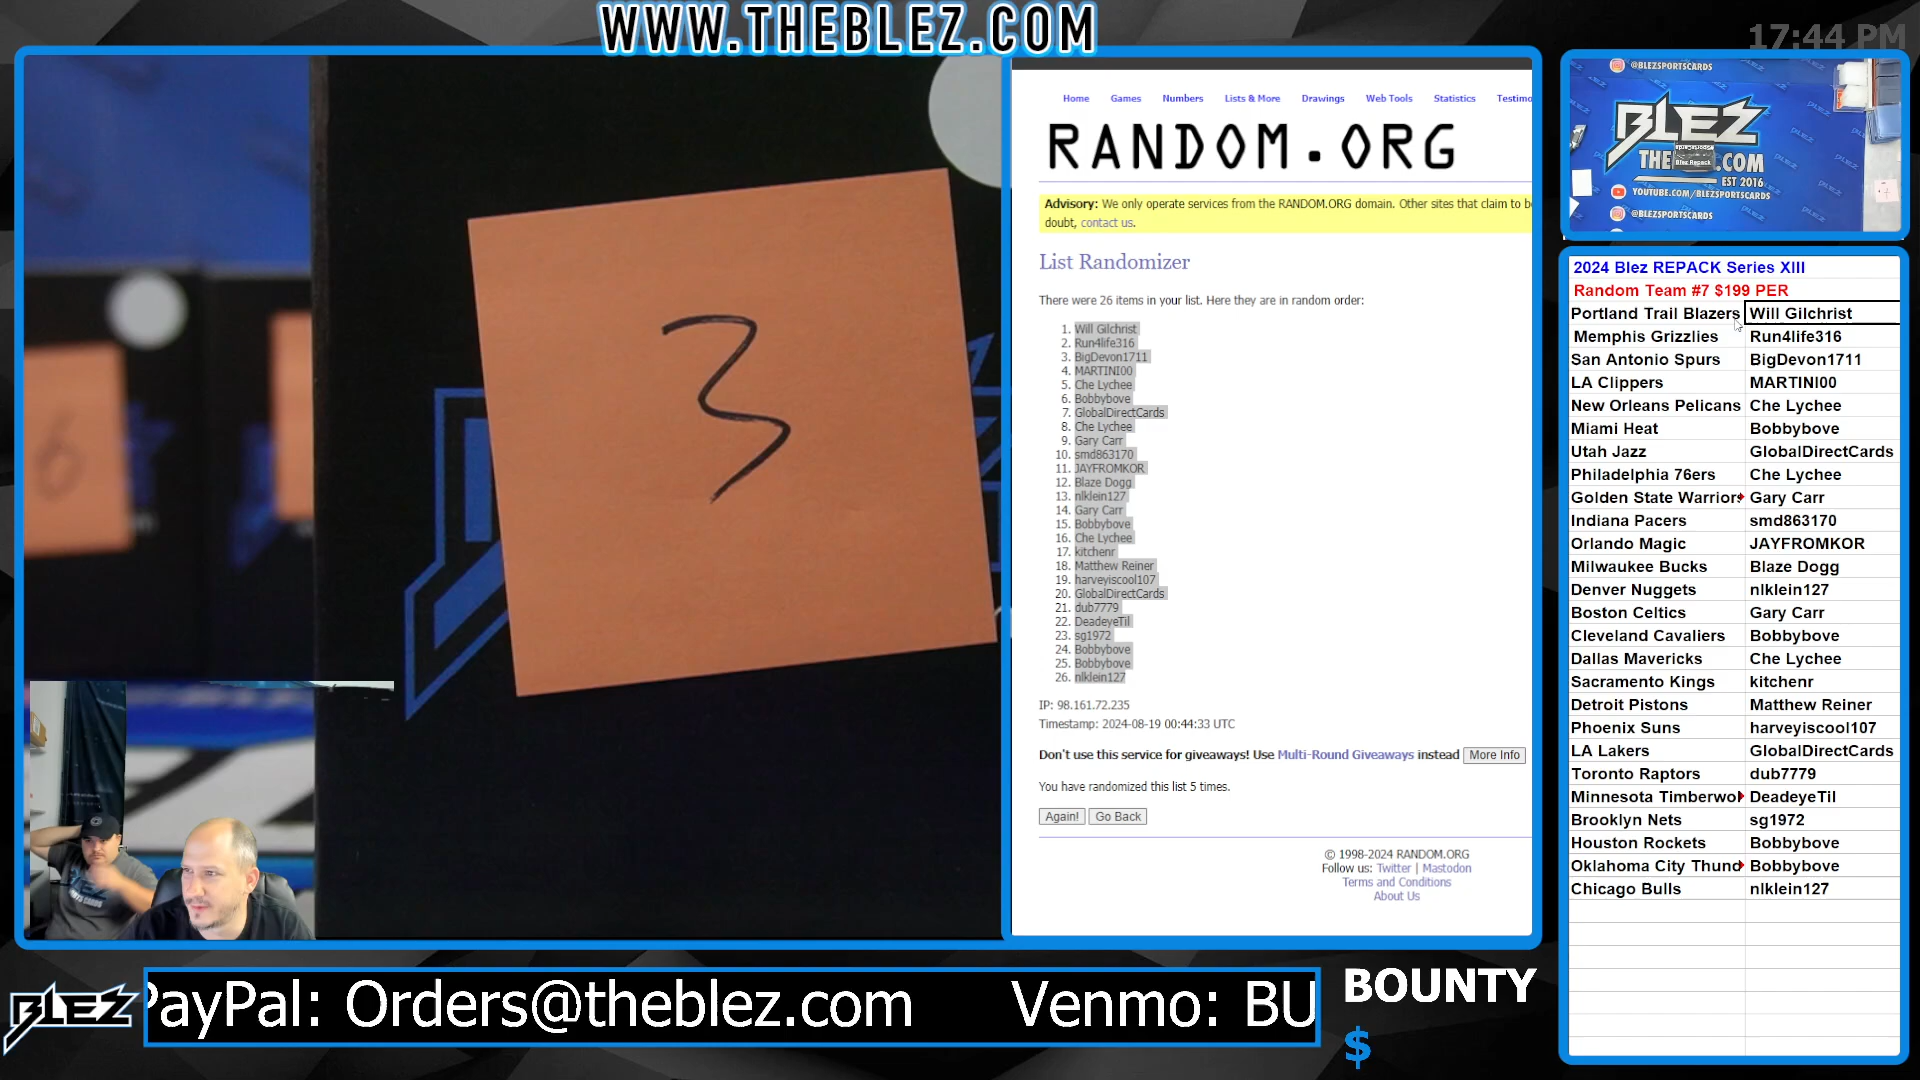 WWW.THEBLEZ.COM
17:44 PM
3
6
Home Games Numbers Lists & More Drawings Web Tools Statistics Testimo
RANDOM.ORG
Advisory: We only operate services from the RANDOM.ORG domain. Other sites that claim to b
doubt, contact us.
List Randomizer
There were 26 items in your list. Here they are in random order:
1. Will Gilchrist
2. Run4life316
3. BigDevon1711
4. MARTINI00
5. Che Lychee
6. Bobbybove
7. GlobalDirectCards
8. Che Lychee
9. Gary Carr
10. smd863170
11. JAYFROMKOR
12. Blaze Dogg
13. nlklein127
14. Gary Carr
15. Bobbybove
16. Che Lychee
17. kitchenr
18. Matthew Reiner
19. harveyiscool107
20. GlobalDirectCards
21. dub7779
22. DeadeyeTil
23. sg1972
24. Bobbybove
25. Bobbybove
26. nlklein127
IP: 98.161.72.235
Timestamp: 2024-08-19 00:44:33 UTC
Don't use this service for giveaways! Use Multi-Round Giveaways instead More Info
You have randomized this list 5 times.
Again! Go Back
© 1998-2024 RANDOM.ORG
Follow us: Twitter | Mastodon
Terms and Conditions
About Us
@BLEZSPORTSCARDS
BLEZ
THE .COM
Blez Repack
EST 2016
YOUTUBE.COM/BLEZSPORTSCARDS
@BLEZSPORTSCARDS
2024 Blez REPACK Series XIII
Random Team #7 $199 PER
Portland Trail Blazers Will Gilchrist
Memphis Grizzlies Run4life316
San Antonio Spurs BigDevon1711
LA Clippers MARTINI00
New Orleans Pelicans Che Lychee
Miami Heat Bobbybove
Utah Jazz GlobalDirectCards
Philadelphia 76ers Che Lychee
Golden State Warriors Gary Carr
Indiana Pacers smd863170
Orlando Magic JAYFROMKOR
Milwaukee Bucks Blaze Dogg
Denver Nuggets nlklein127
Boston Celtics Gary Carr
Cleveland Cavaliers Bobbybove
Dallas Mavericks Che Lychee
Sacramento Kings kitchenr
Detroit Pistons Matthew Reiner
Phoenix Suns harveyiscool107
LA Lakers GlobalDirectCards
Toronto Raptors dub7779
Minnesota Timberwol DeadeyeTil
Brooklyn Nets sg1972
Houston Rockets Bobbybove
Oklahoma City Thund Bobbybove
Chicago Bulls nlklein127
BLEZ
PayPal: Orders@theblez.com Venmo: BU
BOUNTY
$